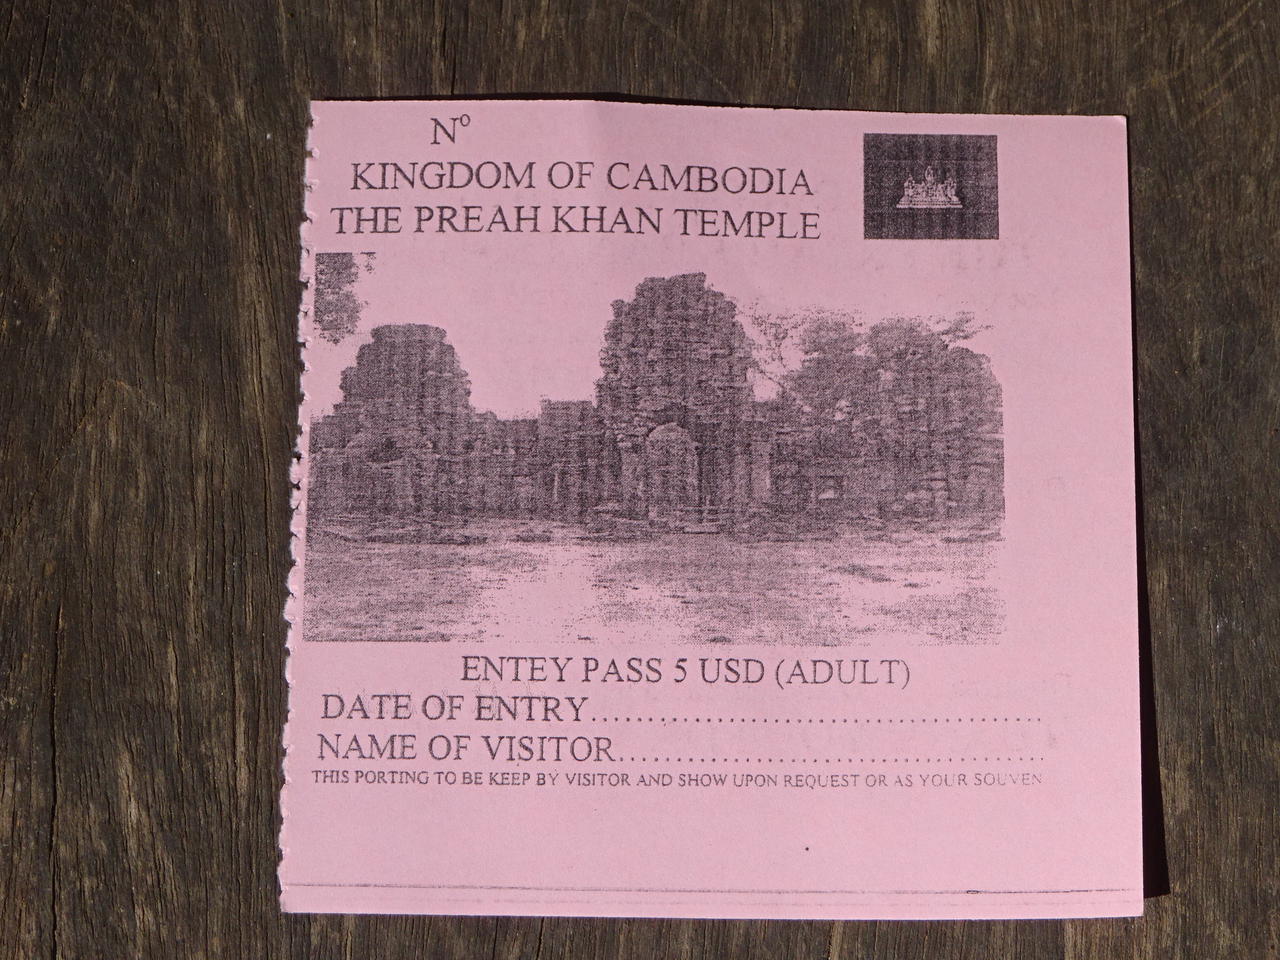 Nº
KINGDOM OF CAMBODIA
THE PREAH KHAN TEMPLE
ENTEY PASS 5 USD (ADULT)
DATE OF ENTRY.......................................
NAME OF VISITOR.....................................
THIS PORTING TO BE KEEP BY VISITOR AND SHOW UPON REQUEST OR AS YOUR SOUVEN